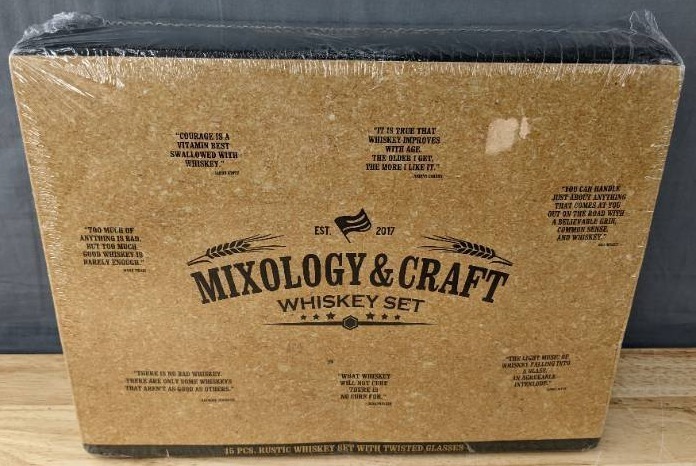 "COURAGE IS A
VITAMIN BEST
SWALLOWED WITH
WHISKEY."
"IT IS TRUE THAT
WHISKEY IMPROVES
WITH AGE.
THE OLDER I GET,
THE MORE I LIKE IT."
"YOU CAN HANDLE
JUST ABOUT ANYTHING
THAT COMES AT YOU
OUT ON THE ROAD WITH
A BELIEVABLE GRIN,
COMMON SENSE,
AND WHISKEY."
"TOO MUCH OF
ANYTHING IS BAD,
BUT TOO MUCH
GOOD WHISKEY IS
BARELY ENOUGH."
EST. 2017
MIXOLOGY & CRAFT
WHISKEY SET
"THERE IS NO BAD WHISKEY.
THERE ARE ONLY SOME WHISKEYS
THAT AREN'T AS GOOD AS OTHERS."
"WHAT WHISKEY
WILL NOT CURE
THERE IS
NO CURE FOR."
"THE LIGHT MUSIC OF
WHISKEY FALLING INTO
A GLASS,
AN AGREEABLE
INTERLUDE."
15 PCS. RUSTIC WHISKEY SET WITH TWISTED GLASSES